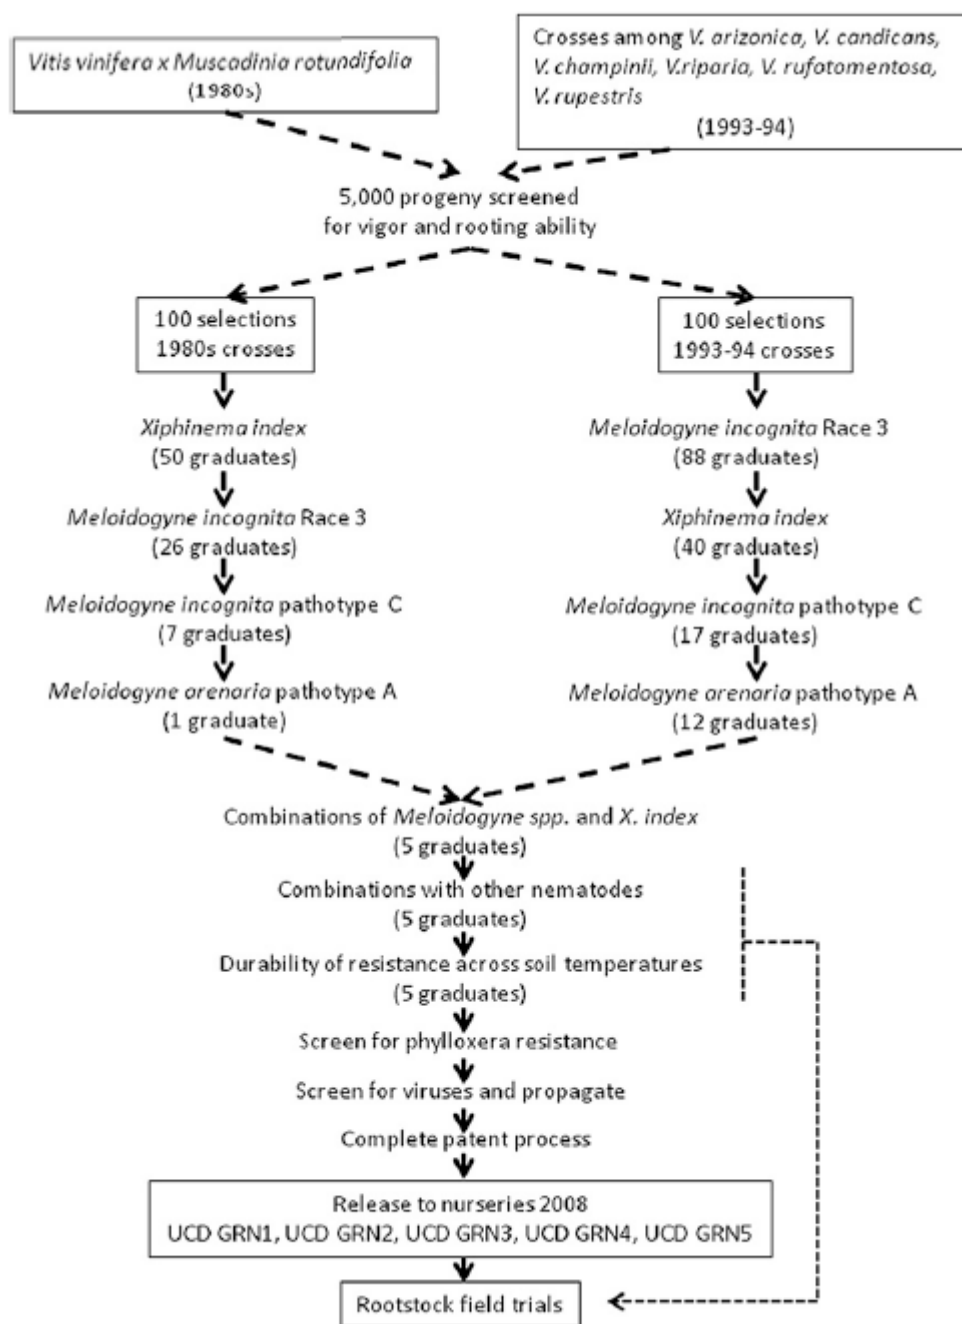 Vitis vinifera x Muscadinia rotundifolia
(1980s)
Crosses among V. arizonica, V. candicans,
V. champinii, V.riparia, V. rufotomentosa,
V. rupestris
(1993-94)
5,000 progeny screened
for vigor and rooting ability
100 selections
1980s crosses
100 selections
1993-94 crosses
Xiphinema index
(50 graduates)
Meloidogyne incognita Race 3
(88 graduates)
Meloidogyne incognita Race 3
(26 graduates)
Xiphinema index
(40 graduates)
Meloidogyne incognita pathotype C
(7 graduates)
Meloidogyne incognita pathotype C
(17 graduates)
Meloidogyne arenaria pathotype A
(1 graduate)
Meloidogyne arenaria pathotype A
(12 graduates)
Combinations of Meloidogyne spp. and X. index
(5 graduates)
Combinations with other nematodes
(5 graduates)
Durability of resistance across soil temperatures
(5 graduates)
Screen for phylloxera resistance
Screen for viruses and propagate
Complete patent process
Release to nurseries 2008
UCD GRN1, UCD GRN2, UCD GRN3, UCD GRN4, UCD GRN5
Rootstock field trials